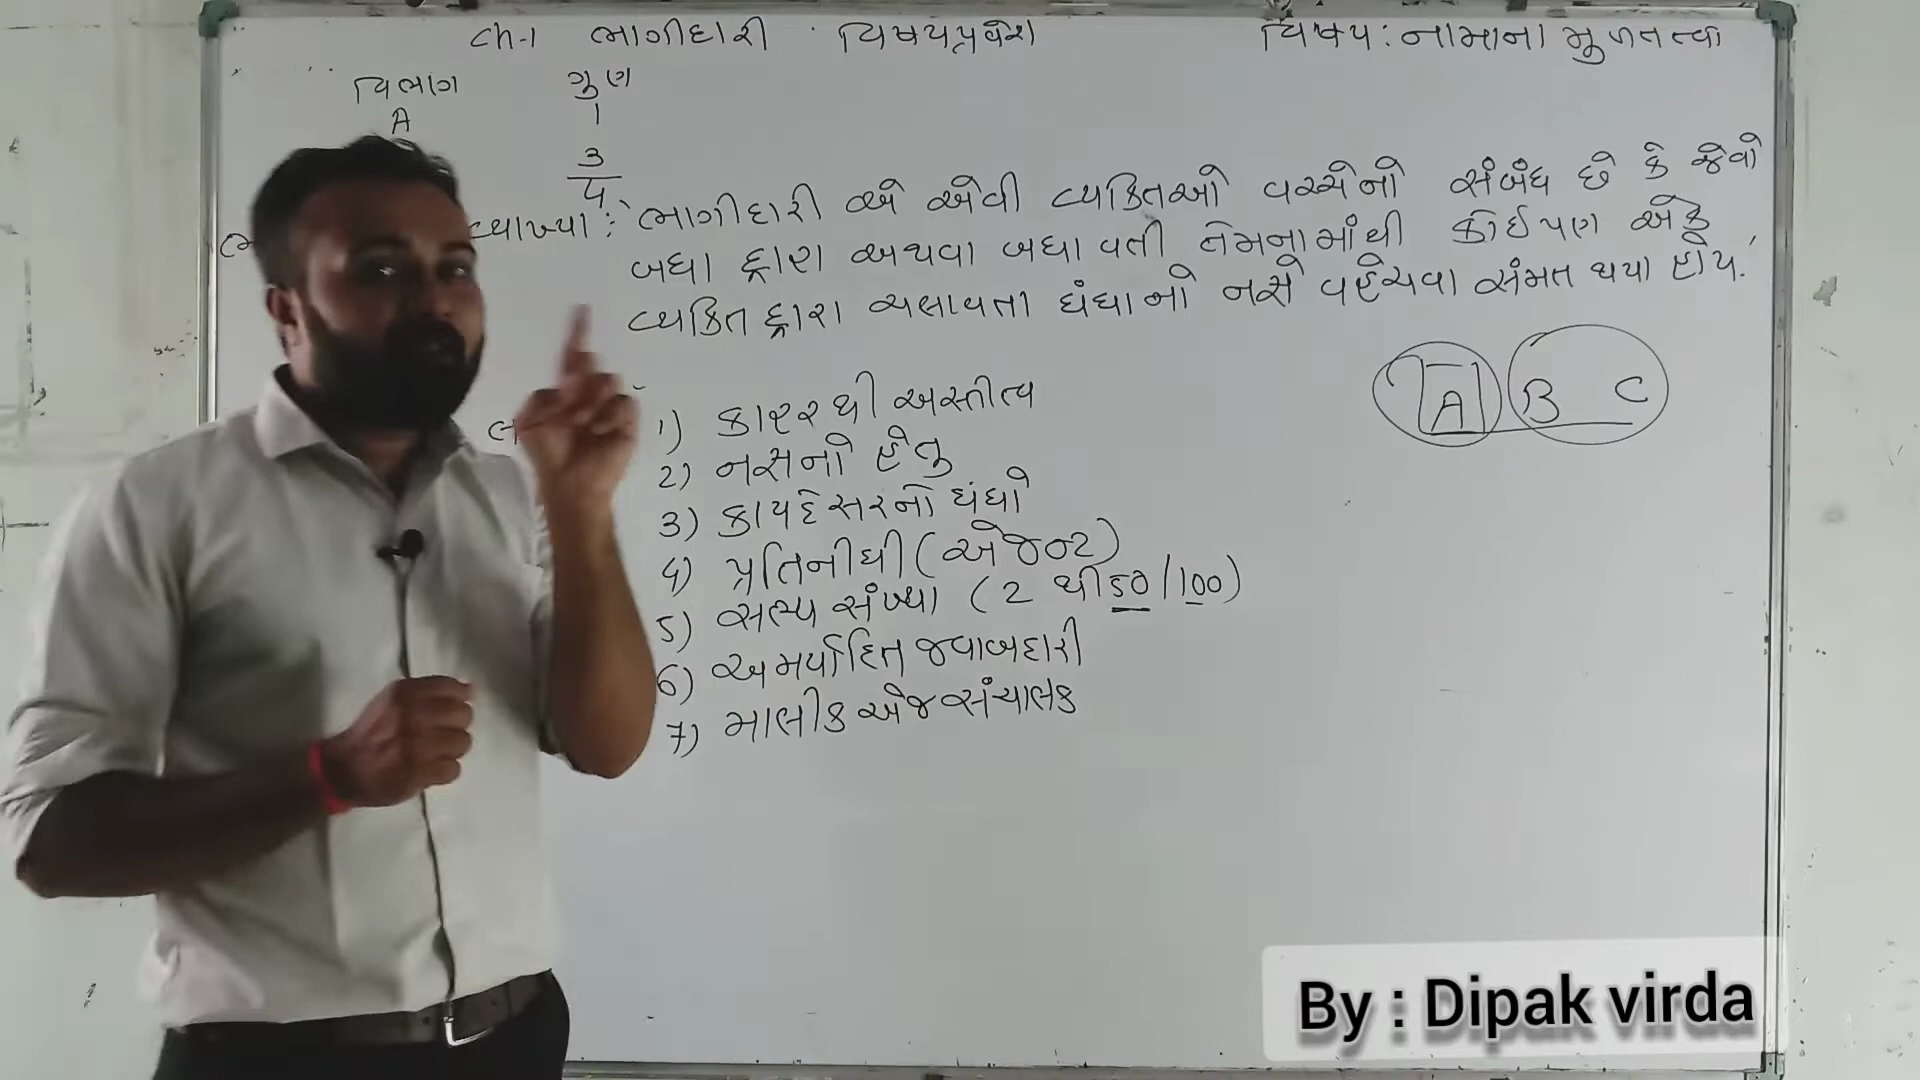 Ch-1 ભાગીદારી વિષયપ્રવેશ
વિષય : નામાના મૂળતત્વો
વિભાગ ગુણ
A 1
3
4
વ્યાખ્યા : ભાગીદારી એ એવી વ્યકિતઓ વચ્ચેનો સંબંધ છે કે જેવો
બધા દ્વારા અથવા બધા વતી તેમનામાંથી કોઈપણ એક
વ્યકિત દ્વારા ચલાવતા ધંધાનો નફો વહેચવા સંમત થયા હોય.
A B C
1) કારરથી અસ્તીત્વ
2) નફાનો હેતુ
3) કાયદેસરનો ધંધો
4) પ્રતિનીધી (એજન્ટ)
5) સભ્ય સંખ્યા (2 થી 50/100)
6) અમર્યાદિત જવાબદારી
7) માલીક એજ સંચાલક
By : Dipak virda